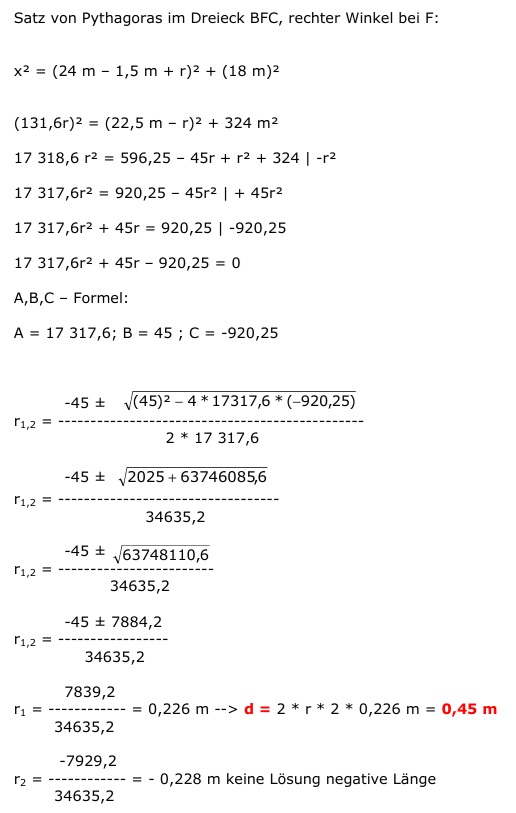 Satz von Pythagoras im Dreieck BFC, rechter Winkel bei F:
x² = (24 m – 1,5 m + r)² + (18 m)²
(131,6r)² = (22,5 m – r)² + 324 m²
17 318,6 r² = 596,25 – 45r + r² + 324 | -r²
17 317,6r² = 920,25 – 45r² | + 45r²
17 317,6r² + 45r = 920,25 | -920,25
17 317,6r² + 45r – 920,25 = 0
A,B,C – Formel:
A = 17 317,6; B = 45 ; C = -920,25
-45 ± √(45)² – 4 * 17317,6 * (–920,25)
r₁,₂ = -----------------------------------------------
2 * 17 317,6
-45 ± √2025 + 63746085,6
r₁,₂ = ----------------------------------
34635,2
-45 ± √63748110,6
r₁,₂ = ------------------------
34635,2
-45 ± 7884,2
r₁,₂ = -----------------
34635,2
7839,2
r₁ = ------------ = 0,226 m --> d = 2 * r * 2 * 0,226 m = 0,45 m
34635,2
-7929,2
r₂ = ------------ = - 0,228 m keine Lösung negative Länge
34635,2